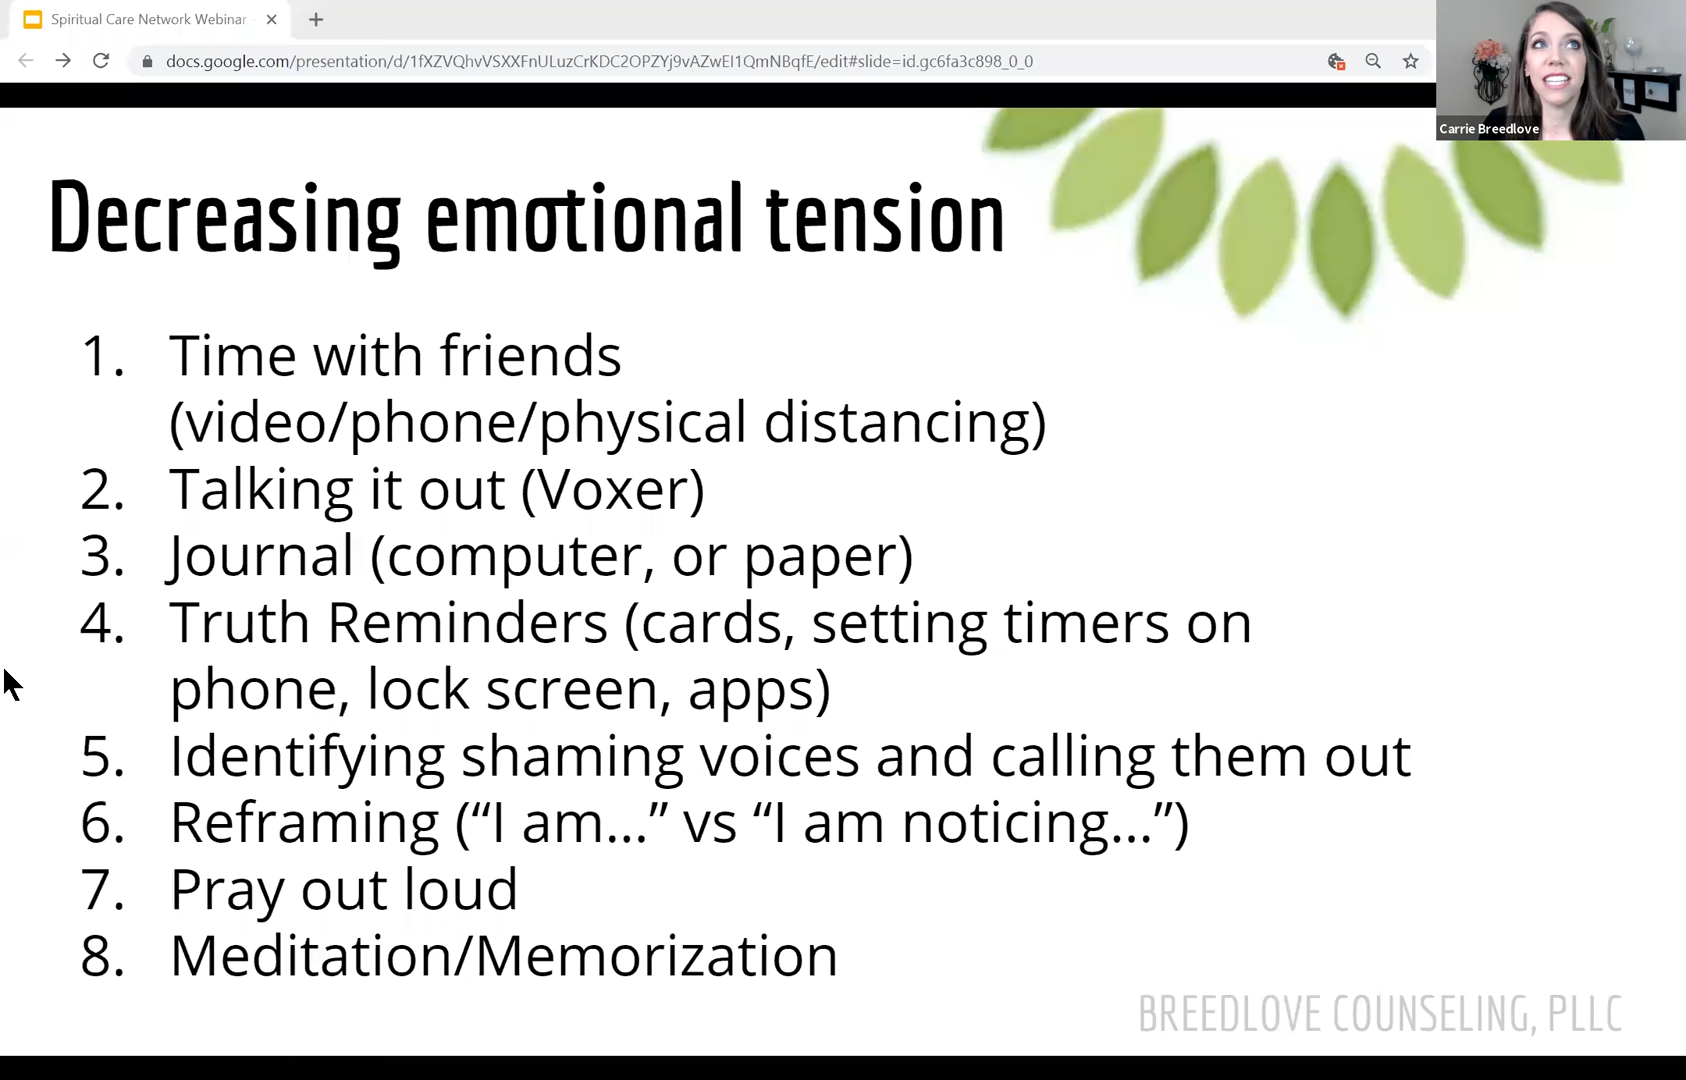 Spiritual Care Network Webinar
docs.google.com/presentation/d/1fXZVQhvVSXXFnULuzCrKDC2OPZYj9vAZwEI1QmNBqfE/edit#slide=id.gc6fa3c898_0_0
Carrie Breedlove
Decreasing emotional tension
1. Time with friends
(video/phone/physical distancing)
2. Talking it out (Voxer)
3. Journal (computer, or paper)
4. Truth Reminders (cards, setting timers on
phone, lock screen, apps)
5. Identifying shaming voices and calling them out
6. Reframing (“I am...” vs “I am noticing...”)
7. Pray out loud
8. Meditation/Memorization
BREEDLOVE COUNSELING, PLLC